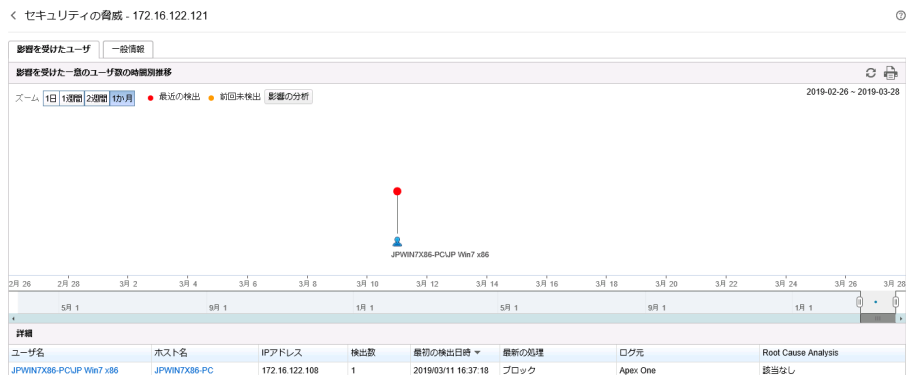 < セキュリティの脅威 - 172.16.122.121
影響を受けたユーザ 一般情報
影響を受けた一意のユーザ数の時間別推移
ズーム 1日 1週間 2週間 1か月 最近の検出 前回未検出 影響の分析 2019-02-26 ~ 2019-03-28
JPWIN7X86-PC\JP Win7 x86
2月 26 2月 28 3月 2 3月 4 3月 6 3月 8 3月 10 3月 12 3月 14 3月 16 3月 18 3月 20 3月 22 3月 24 3月 26 3月 28
5月 1 9月 1 1月 1 5月 1 9月 1 1月 1
詳細
ユーザ名 ホスト名 IPアドレス 検出数 最初の検出日時 最新の処理 ログ元 Root Cause Analysis
JPWIN7X86-PC\JP Win7 x86 JPWIN7X86-PC 172.16.122.108 1 2019/03/11 16:37:18 ブロック Apex One 該当なし